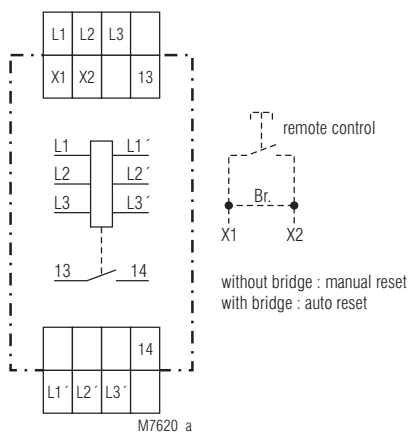 L1 L2 L3
X1 X2 13
L1 L1´
L2 L2´
L3 L3´
13 14
14
L1´ L2´ L3´
M7620_a
remote control
Br.
X1 X2
without bridge : manual reset
with bridge : auto reset